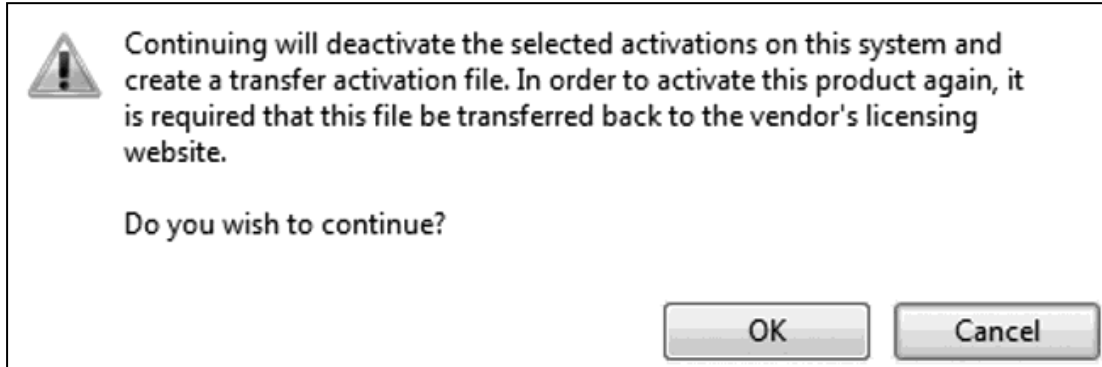 Continuing will deactivate the selected activations on this system and
create a transfer activation file. In order to activate this product again, it
is required that this file be transferred back to the vendor's licensing
website.
Do you wish to continue?
OK
Cancel